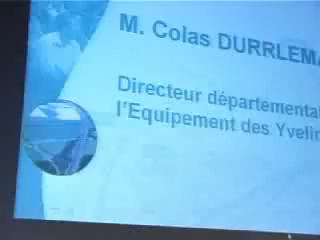 M. Colas DURRLEMA
Directeur départemental
l'Equipement des Yvelin